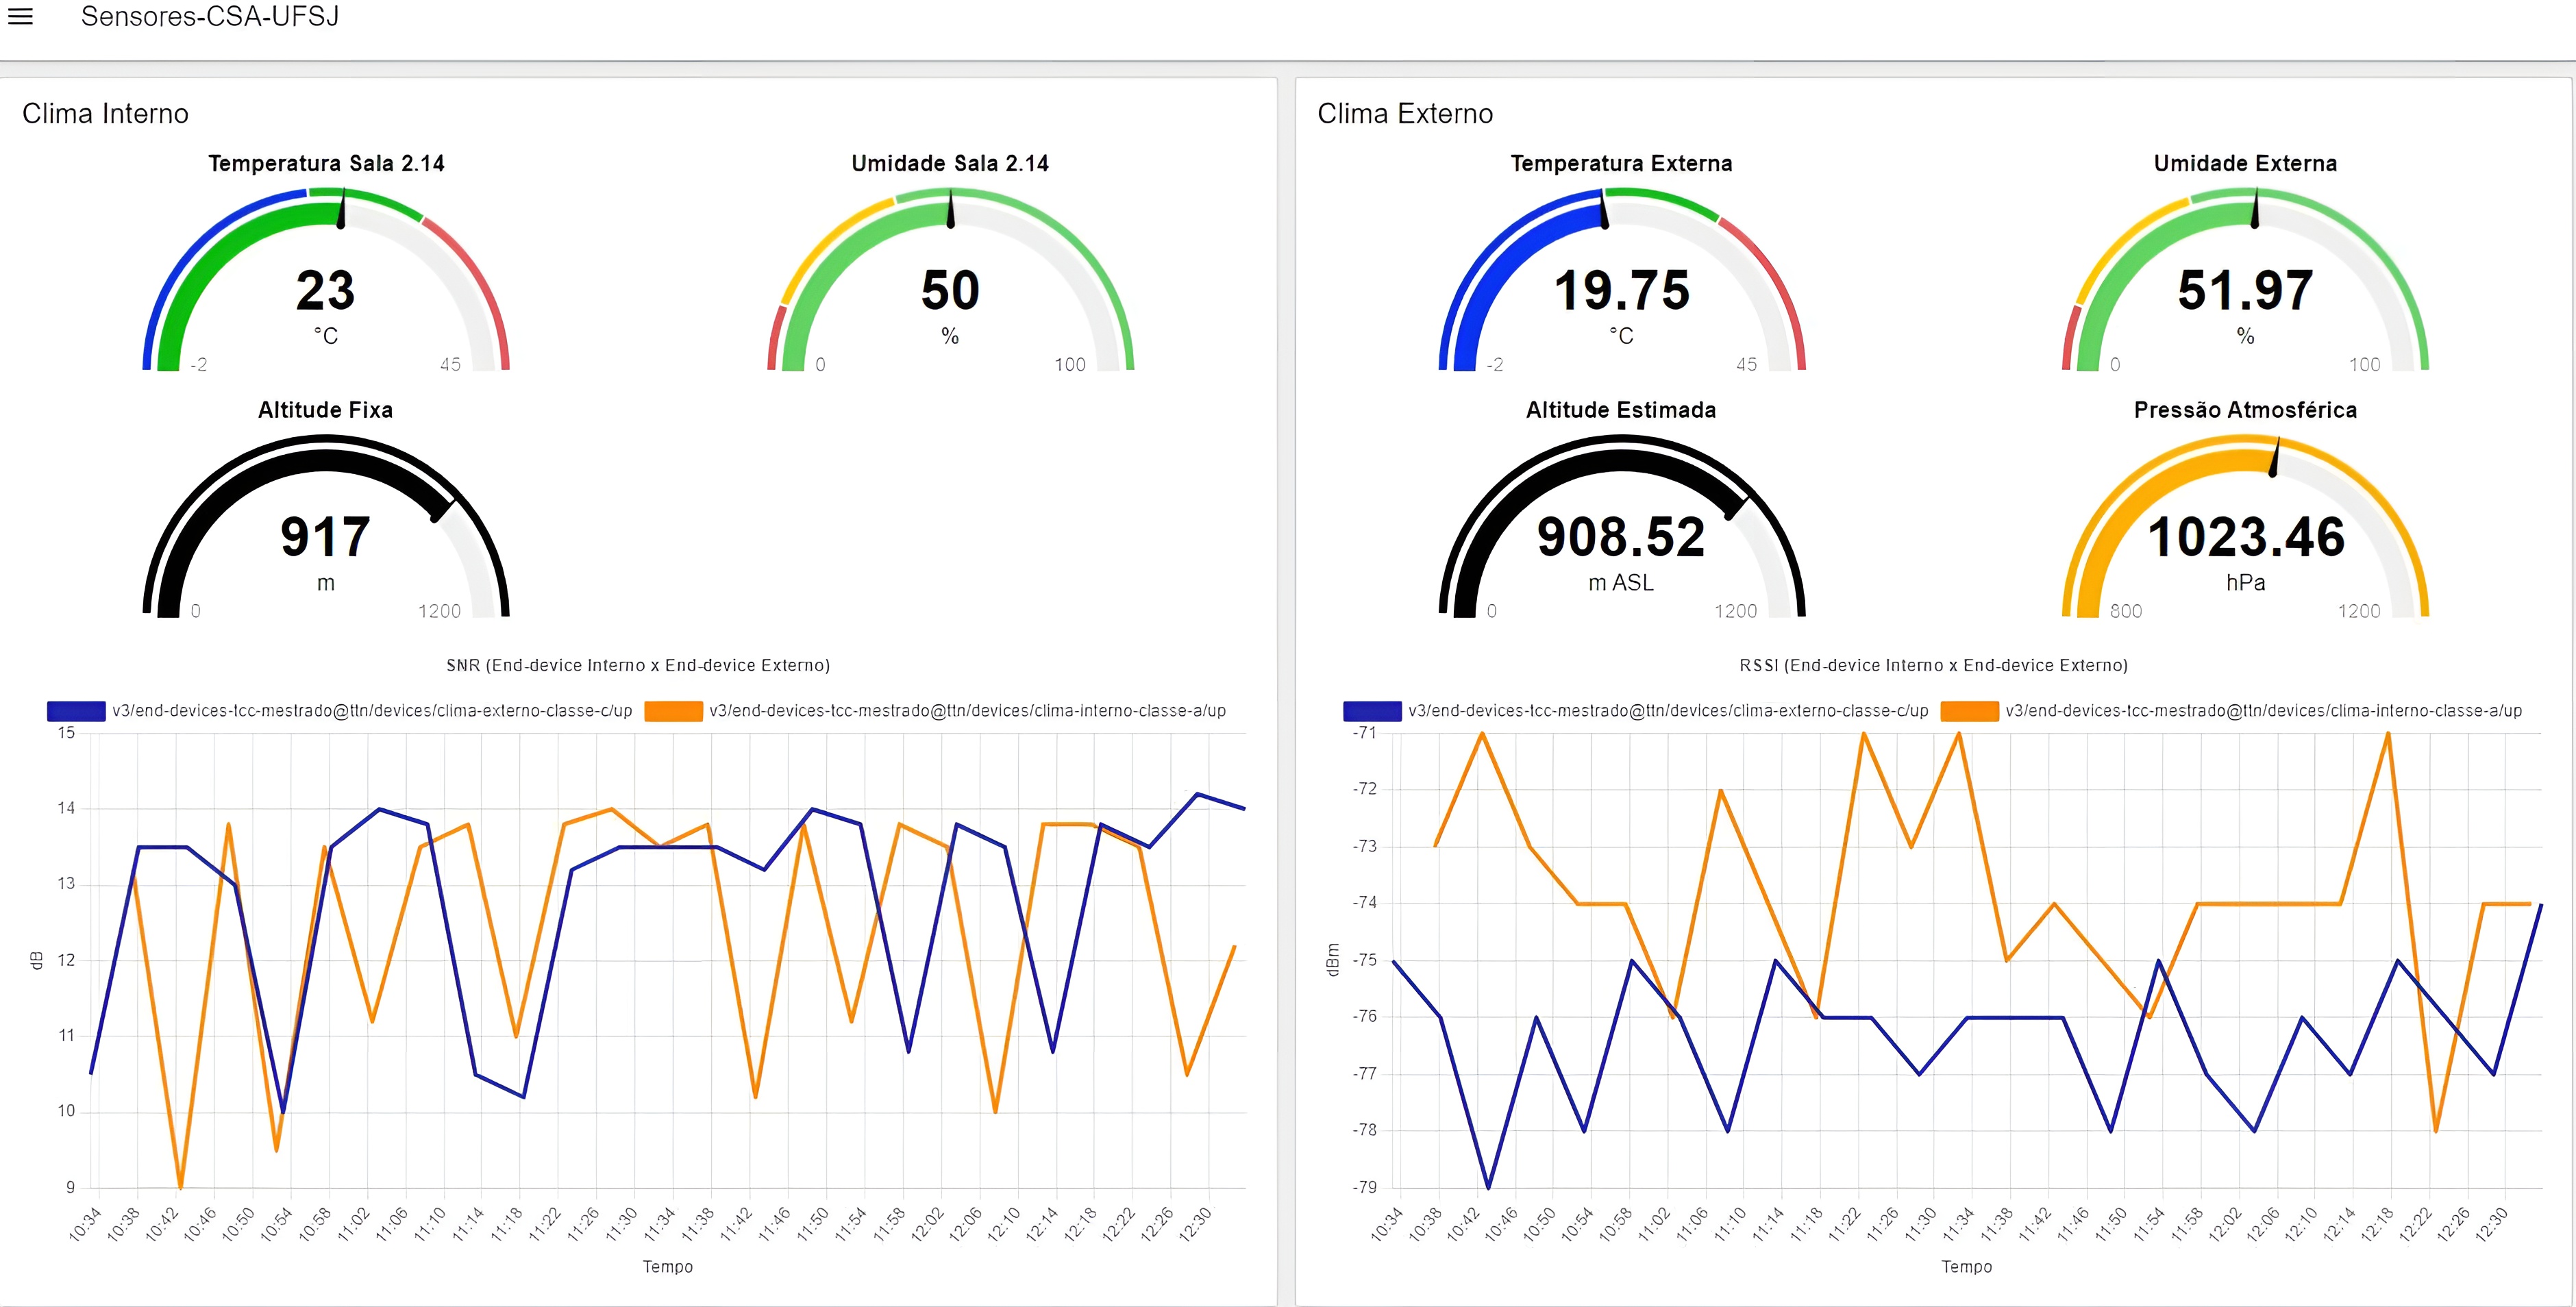 Sensores-CSA-UFSJ
Clima Interno
Temperatura Sala 2.14
23
°C
-2
45
Umidade Sala 2.14
50
%
0
100
Altitude Fixa
917
m
0
1200
SNR (End-device Interno x End-device Externo)
v3/end-devices-tcc-mestrado@ttn/devices/clima-externo-classe-c/up
v3/end-devices-tcc-mestrado@ttn/devices/clima-interno-classe-a/up
15
14
13
12
11
10
9
dB
10:34 10:38 10:42 10:46 10:50 10:54 10:58 11:02 11:06 11:10 11:14 11:18 11:22 11:26 11:30 11:34 11:38 11:42 11:46 11:50 11:54 11:58 12:02 12:06 12:10 12:14 12:18 12:22 12:26 12:30
Tempo
Clima Externo
Temperatura Externa
19.75
°C
-2
45
Umidade Externa
51.97
%
0
100
Altitude Estimada
908.52
m ASL
0
1200
Pressão Atmosférica
1023.46
hPa
800
1200
RSSI (End-device Interno x End-device Externo)
v3/end-devices-tcc-mestrado@ttn/devices/clima-externo-classe-c/up
v3/end-devices-tcc-mestrado@ttn/devices/clima-interno-classe-a/up
-71
-72
-73
-74
-75
-76
-77
-78
-79
dBm
10:34 10:38 10:42 10:46 10:50 10:54 10:58 11:02 11:06 11:10 11:14 11:18 11:22 11:26 11:30 11:34 11:38 11:42 11:46 11:50 11:54 11:58 12:02 12:06 12:10 12:14 12:18 12:22 12:26 12:30
Tempo